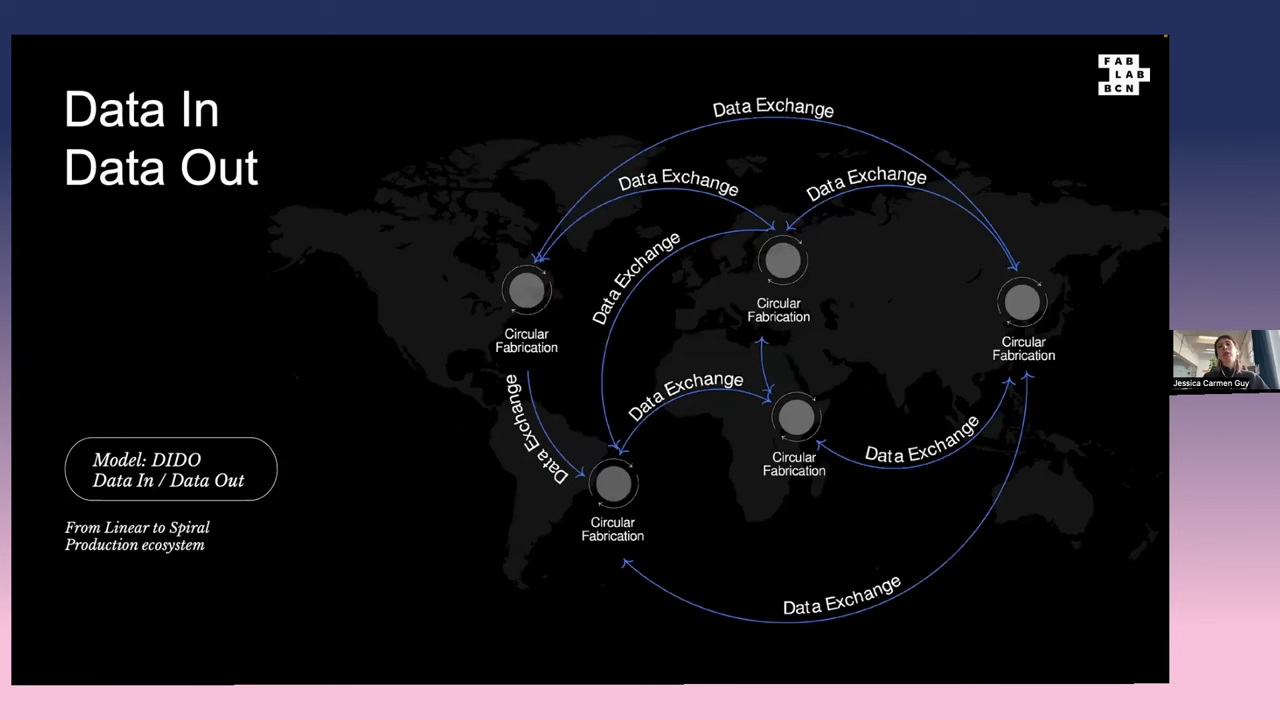 Data In
Data Out
FAB
LAB
BCN
Data Exchange
Data Exchange
Data Exchange
Data Exchange
Circular
Fabrication
Circular
Fabrication
Circular
Fabrication
Data Exchange
Data Exchange
Data Exchange
Circular
Fabrication
Circular
Fabrication
Data Exchange
Model: DIDO
Data In / Data Out
From Linear to Spiral
Production ecosystem
Jessica Carmen Guy